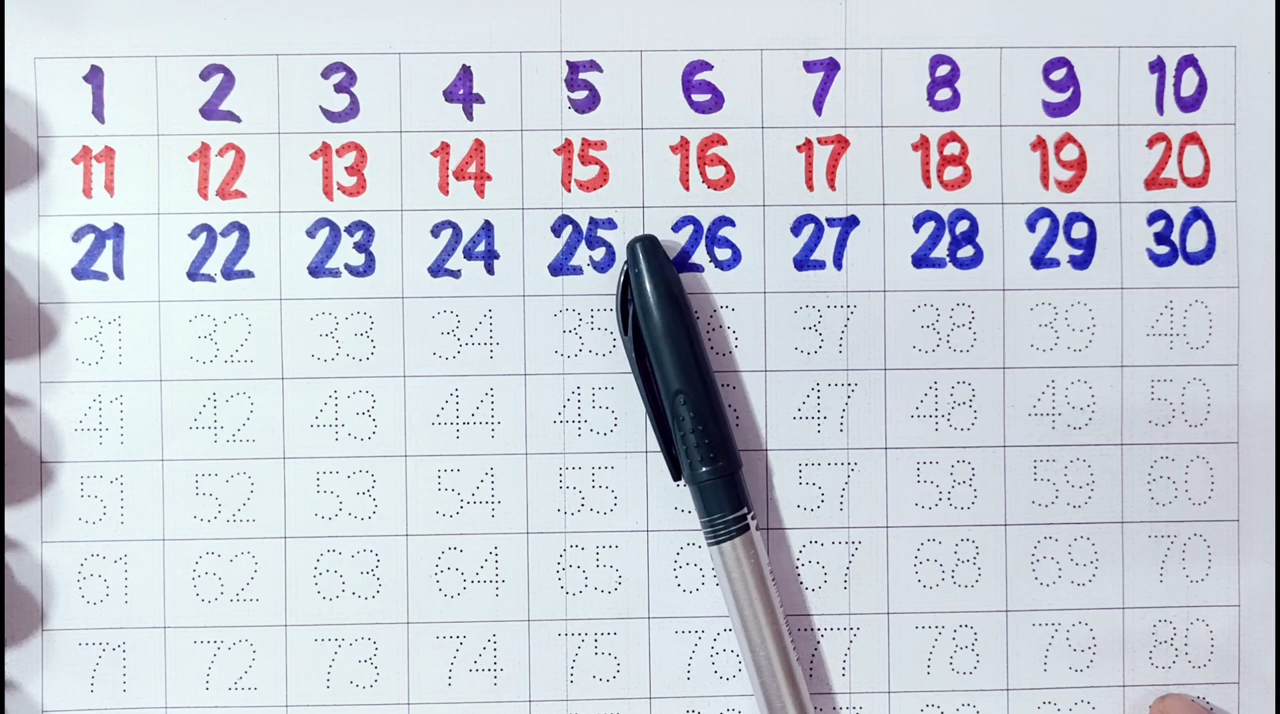 1 2 3 4 5 6 7 8 9 10
11 12 13 14 15 16 17 18 19 20
21 22 23 24 25 26 27 28 29 30
31 32 33 34 35 37 38 39 40
41 42 43 44 45 47 48 49 50
51 52 53 54 55 57 58 59 60
61 62 63 64 65 67 68 69 70
71 72 73 74 75 76 77 78 79 80